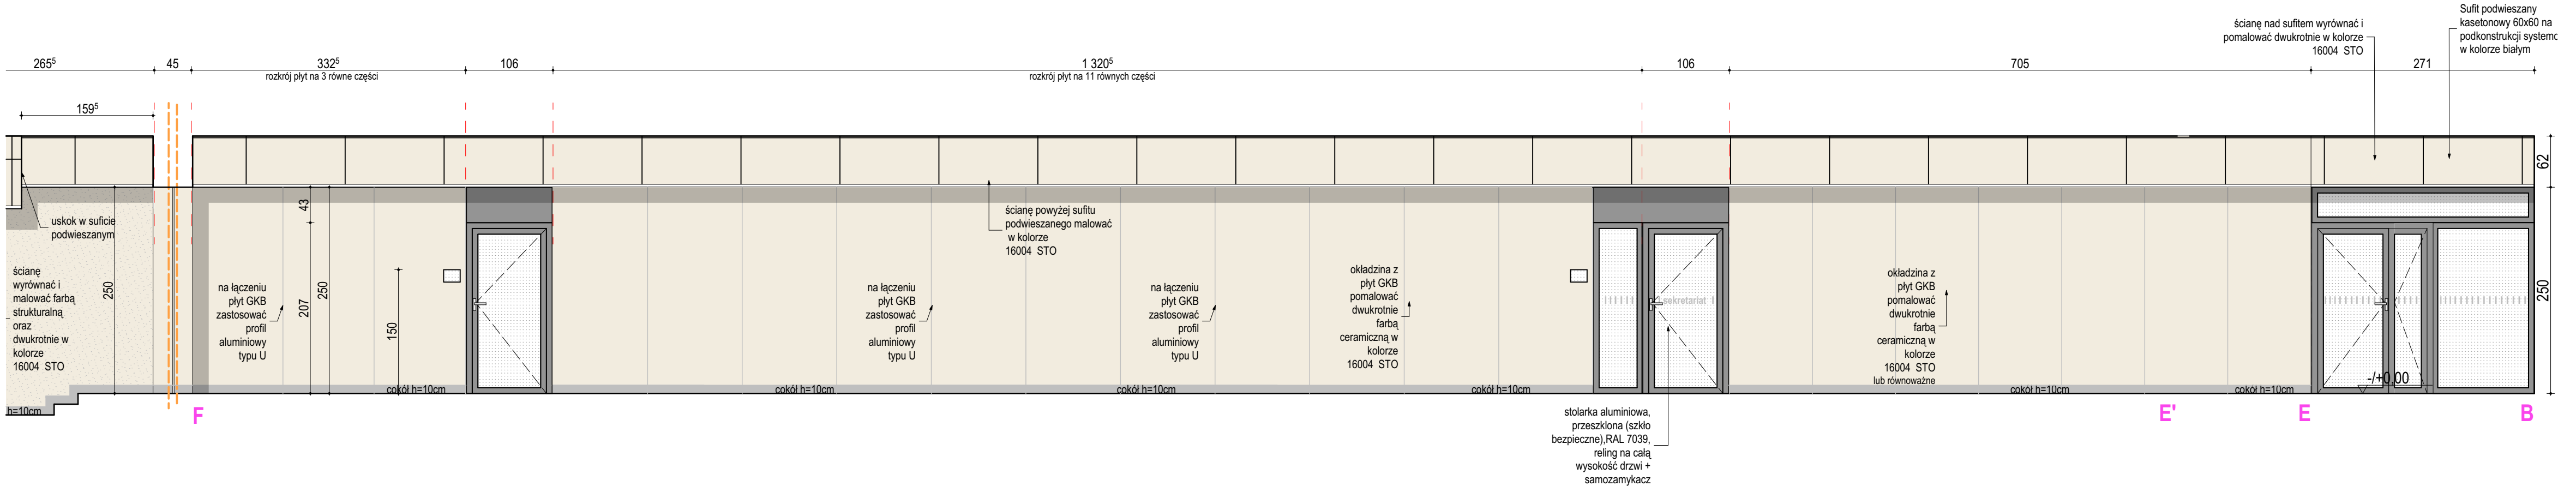 Sufit podwieszany
kasetonowy 60x60 na
podkonstrukcji systemo
w kolorze białym
ścianę nad sufitem wyrównać i
pomalować dwukrotnie w kolorze
16004 STO
265⁵
45
332⁵
rozkrój płyt na 3 równe części
106
1 320⁵
rozkrój płyt na 11 równych części
106
705
271
159⁵
62
uskok w suficie
podwieszanym
43
ścianę powyżej sufitu
podwieszanego malować
w kolorze
16004 STO
ścianę
wyrównać i
malować farbą
strukturalną
oraz
dwukrotnie w
kolorze
16004 STO
250
na łączeniu
płyt GKB
zastosować
profil
aluminiowy
typu U
207
250
150
na łączeniu
płyt GKB
zastosować
profil
aluminiowy
typu U
na łączeniu
płyt GKB
zastosować
profil
aluminiowy
typu U
okładzina z
płyt GKB
pomalować
dwukrotnie
farbą
ceramiczną w
kolorze
16004 STO
sekretariat
okładzina z
płyt GKB
pomalować
dwukrotnie
farbą
ceramiczną w
kolorze
16004 STO
lub równoważne
250
-/+0,00
h=10cm
cokół h=10cm
cokół h=10cm
cokół h=10cm
cokół h=10cm
cokół h=10cm
cokół h=10cm
F
E'
E
B
stolarka aluminiowa,
przeszklona (szkło
bezpieczne),RAL 7039,
reling na całą
wysokość drzwi +
samozamykacz